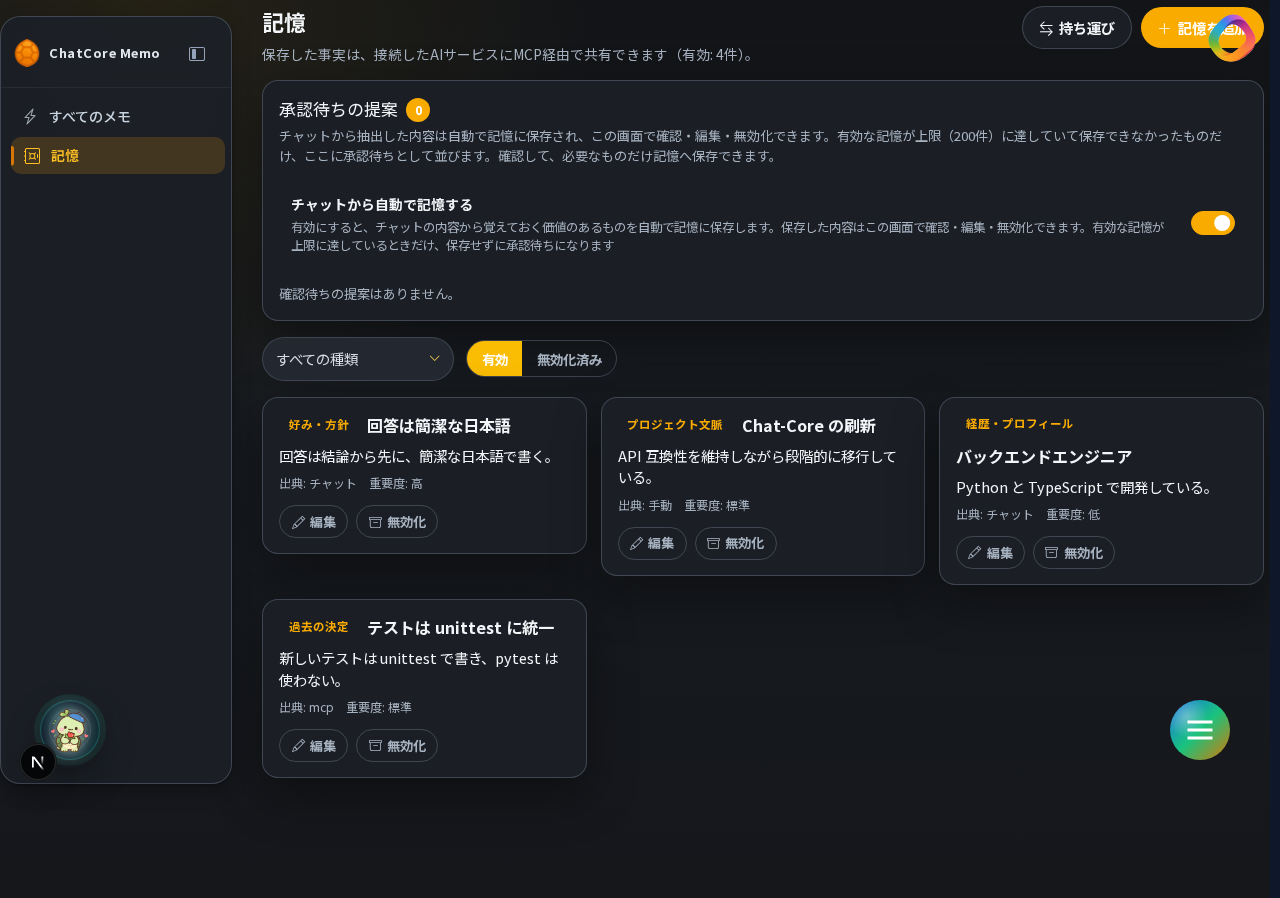 ChatCore Memo
すべてのメモ
記憶
記憶
保存した事実は、接続したAIサービスにMCP経由で共有できます（有効: 4件）。
持ち運び
記憶を追加
承認待ちの提案 0
チャットから抽出した内容は自動で記憶に保存され、この画面で確認・編集・無効化できます。有効な記憶が上限（200件）に達していて保存できなかったものだ
け、ここに承認待ちとして並びます。確認して、必要なものだけ記憶へ保存できます。
チャットから自動で記憶する
有効にすると、チャットの内容から覚えておく価値のあるものを自動で記憶に保存します。保存した内容はこの画面で確認・編集・無効化できます。有効な記憶が
上限に達しているときだけ、保存せずに承認待ちになります
確認待ちの提案はありません。
すべての種類
有効
無効化済み
好み・方針 回答は簡潔な日本語
回答は結論から先に、簡潔な日本語で書く。
出典: チャット 重要度: 高
編集
無効化
プロジェクト文脈 Chat-Core の刷新
API 互換性を維持しながら段階的に移行して
いる。
出典: 手動 重要度: 標準
編集
無効化
経歴・プロフィール
バックエンドエンジニア
Python と TypeScript で開発している。
出典: チャット 重要度: 低
編集
無効化
過去の決定 テストは unittest に統一
新しいテストは unittest で書き、pytest は
使わない。
出典: mcp 重要度: 標準
編集
無効化
N